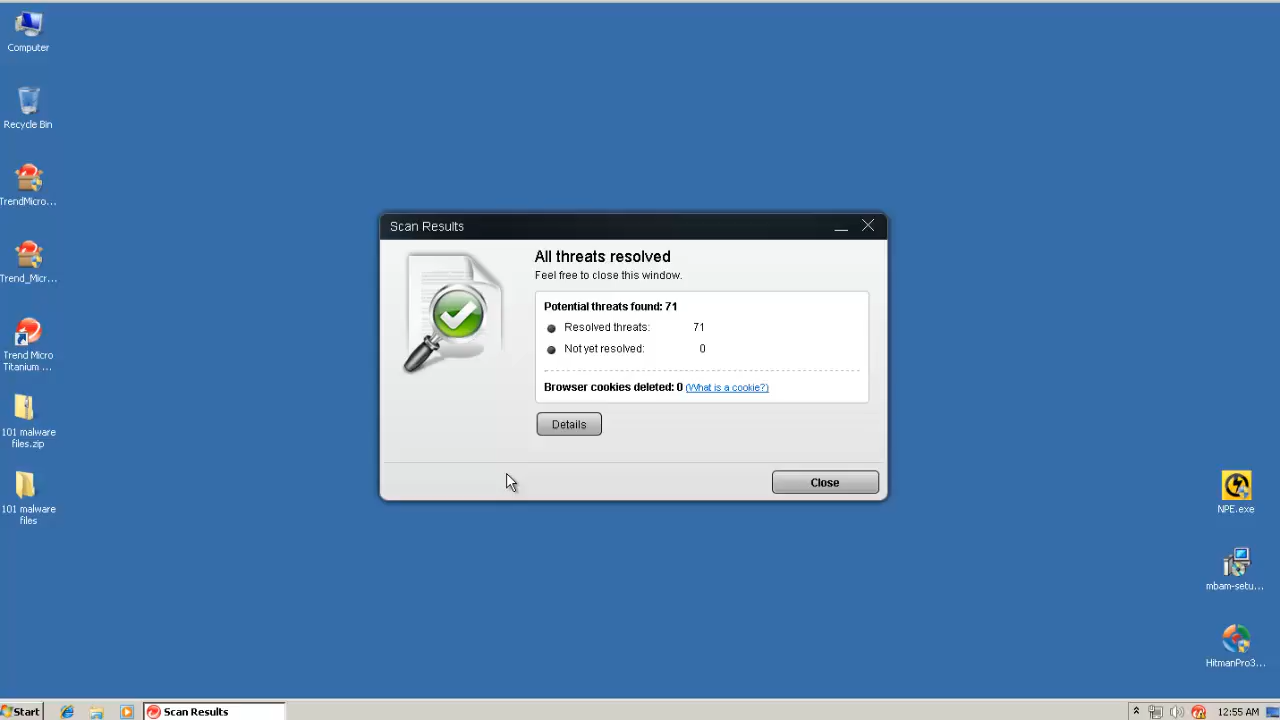 Computer
Recycle Bin
TrendMicro...
Trend_Micr...
Trend Micro
Titanium ...
101 malware
files.zip
101 malware
files
Scan Results
All threats resolved
Feel free to close this window.
Potential threats found: 71
Resolved threats: 71
Not yet resolved: 0
Browser cookies deleted: 0 (What is a cookie?)
Details
Close
NPE.exe
mbam-setu...
HitmanPro3...
Start
Scan Results
12:55 AM